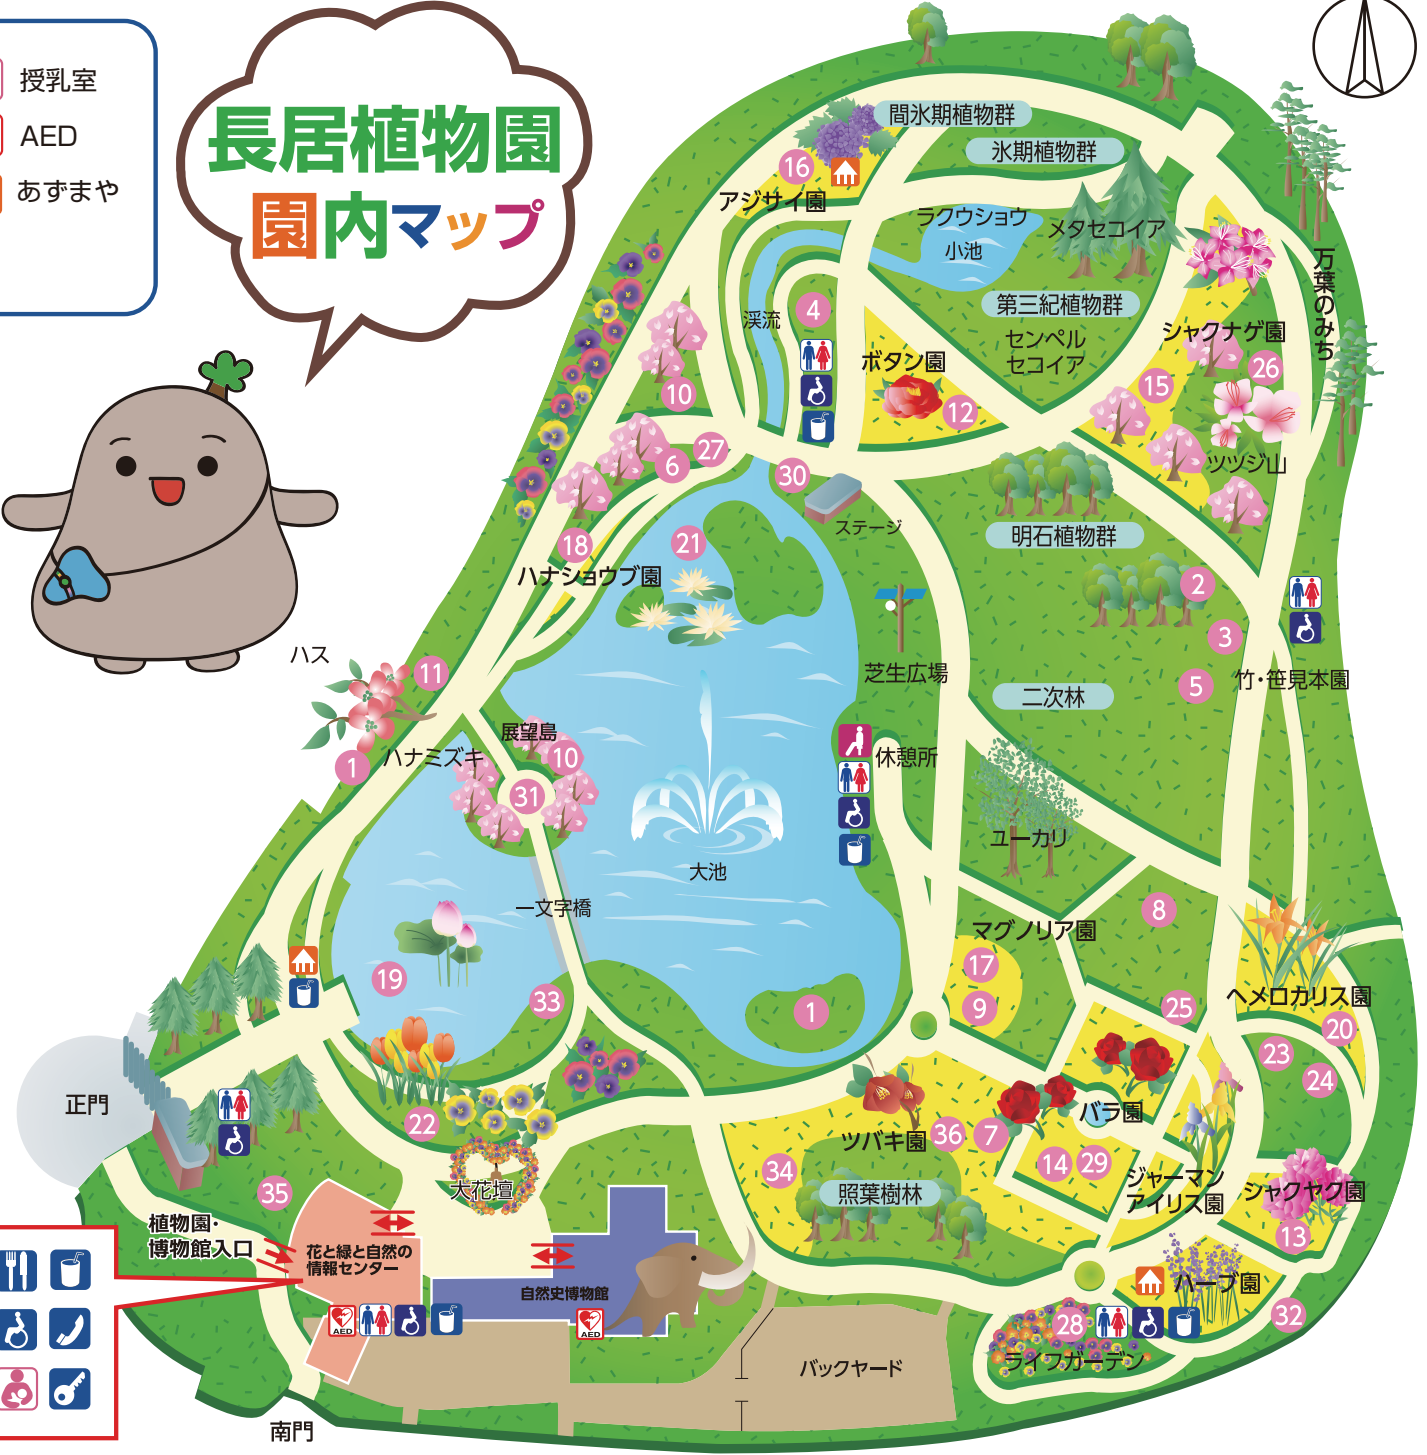 授乳室
AED
あずまや
長居植物園
園内マップ
間氷期植物群
氷期植物群
16
アジサイ園
ラクウショウ
小池
メタセコイア
万葉のみち
渓流
4
第三紀植物群
センペル
セコイア
シャクナゲ園
ボタン園
26
15
10
12
27
6
30
ツツジ山
ステージ
18
21
明石植物群
ハナショウブ園
2
3
ハス
11
芝生広場
5
竹・笹見本園
二次林
展望島
10
ハナミズキ
1
休憩所
31
ユーカリ
大池
一文字橋
8
マグノリア園
17
19
33
9
1
25
ヘメロカリス園
20
23
24
正門
22
バラ園
ツバキ園
36
7
34
14
29
ジャーマン
アイリス園
照葉樹林
大花壇
シャクヤク園
35
13
植物園・
博物館入口
花と緑と自然の
情報センター
自然史博物館
ハーブ園
AED
AED
28
32
ライフガーデン
バックヤード
南門